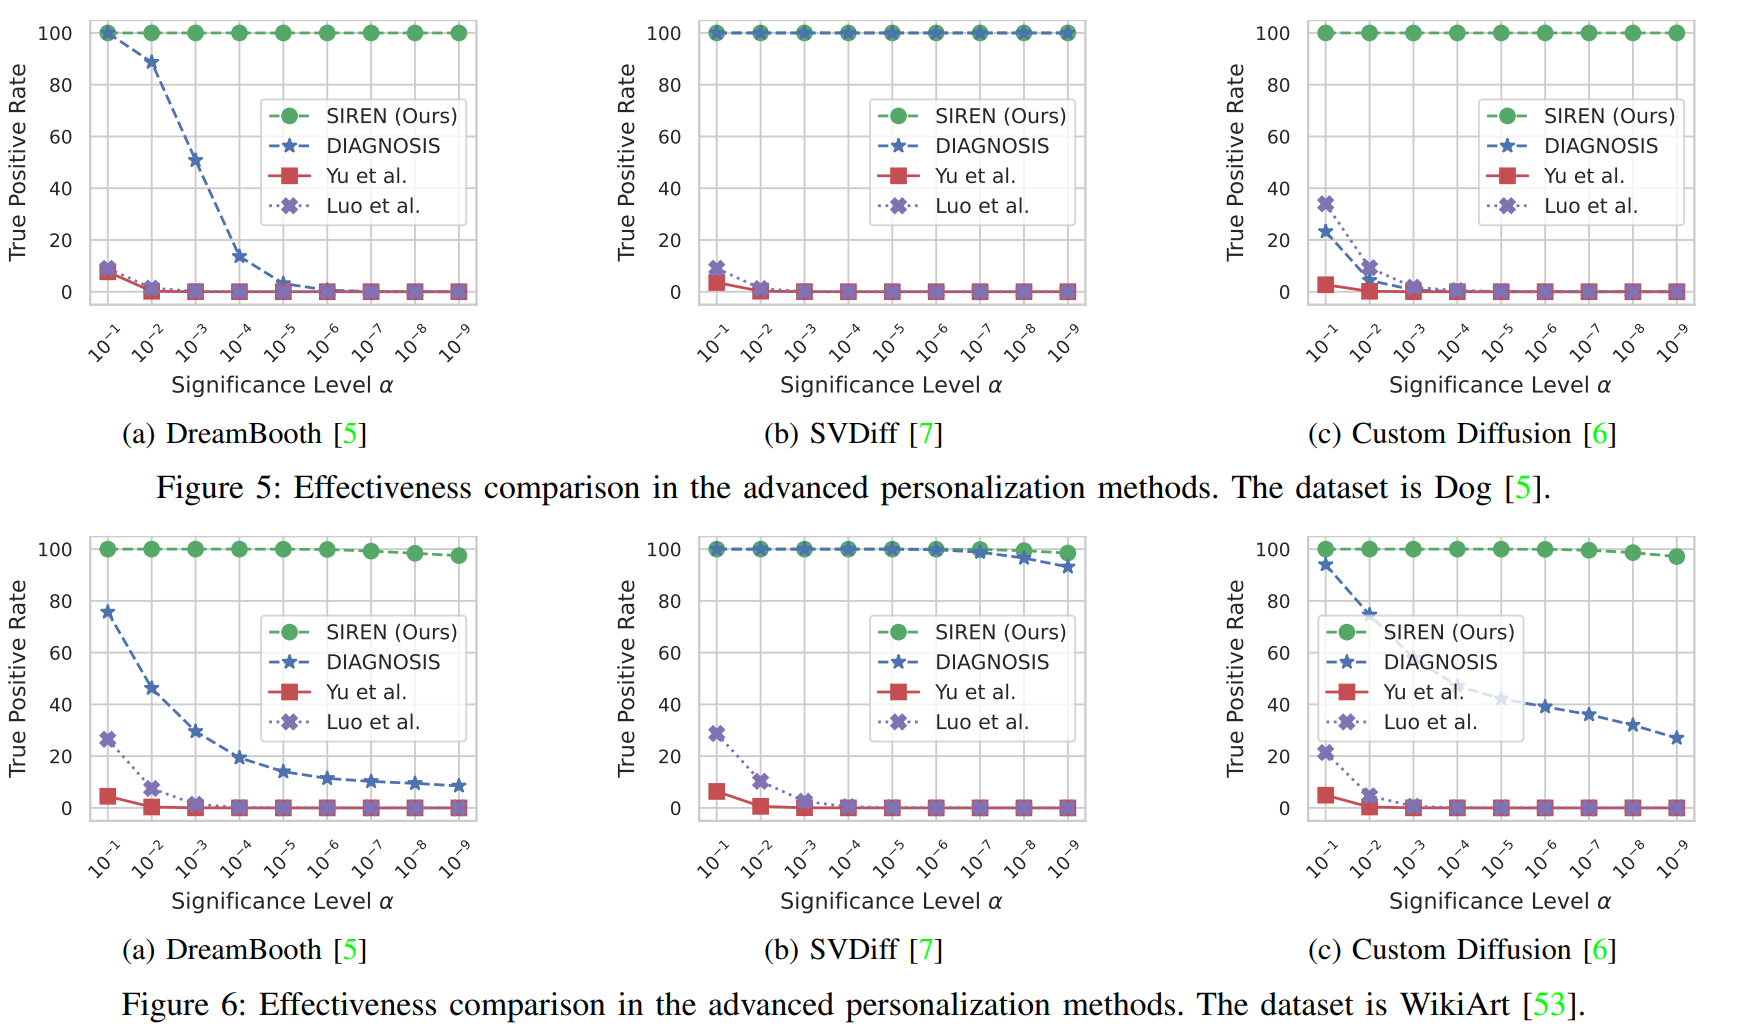 True Positive Rate
100
80
60
40
20
0
SIREN (Ours)
DIAGNOSIS
Yu et al.
Luo et al.
10⁻¹ 10⁻² 10⁻³ 10⁻⁴ 10⁻⁵ 10⁻⁶ 10⁻⁷ 10⁻⁸ 10⁻⁹
Significance Level α
(a) DreamBooth [5]
True Positive Rate
100
80
60
40
20
0
SIREN (Ours)
DIAGNOSIS
Yu et al.
Luo et al.
10⁻¹ 10⁻² 10⁻³ 10⁻⁴ 10⁻⁵ 10⁻⁶ 10⁻⁷ 10⁻⁸ 10⁻⁹
Significance Level α
(b) SVDiff [7]
True Positive Rate
100
80
60
40
20
0
SIREN (Ours)
DIAGNOSIS
Yu et al.
Luo et al.
10⁻¹ 10⁻² 10⁻³ 10⁻⁴ 10⁻⁵ 10⁻⁶ 10⁻⁷ 10⁻⁸ 10⁻⁹
Significance Level α
(c) Custom Diffusion [6]
Figure 5: Effectiveness comparison in the advanced personalization methods. The dataset is Dog [5].
True Positive Rate
100
80
60
40
20
0
SIREN (Ours)
DIAGNOSIS
Yu et al.
Luo et al.
10⁻¹ 10⁻² 10⁻³ 10⁻⁴ 10⁻⁵ 10⁻⁶ 10⁻⁷ 10⁻⁸ 10⁻⁹
Significance Level α
(a) DreamBooth [5]
True Positive Rate
100
80
60
40
20
0
SIREN (Ours)
DIAGNOSIS
Yu et al.
Luo et al.
10⁻¹ 10⁻² 10⁻³ 10⁻⁴ 10⁻⁵ 10⁻⁶ 10⁻⁷ 10⁻⁸ 10⁻⁹
Significance Level α
(b) SVDiff [7]
True Positive Rate
100
80
60
40
20
0
SIREN (Ours)
DIAGNOSIS
Yu et al.
Luo et al.
10⁻¹ 10⁻² 10⁻³ 10⁻⁴ 10⁻⁵ 10⁻⁶ 10⁻⁷ 10⁻⁸ 10⁻⁹
Significance Level α
(c) Custom Diffusion [6]
Figure 6: Effectiveness comparison in the advanced personalization methods. The dataset is WikiArt [53].